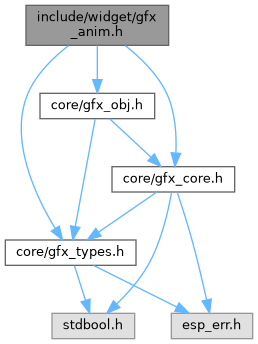 include/widget/gfx
_anim.h
core/gfx_obj.h
core/gfx_core.h
core/gfx_types.h
stdbool.h
esp_err.h